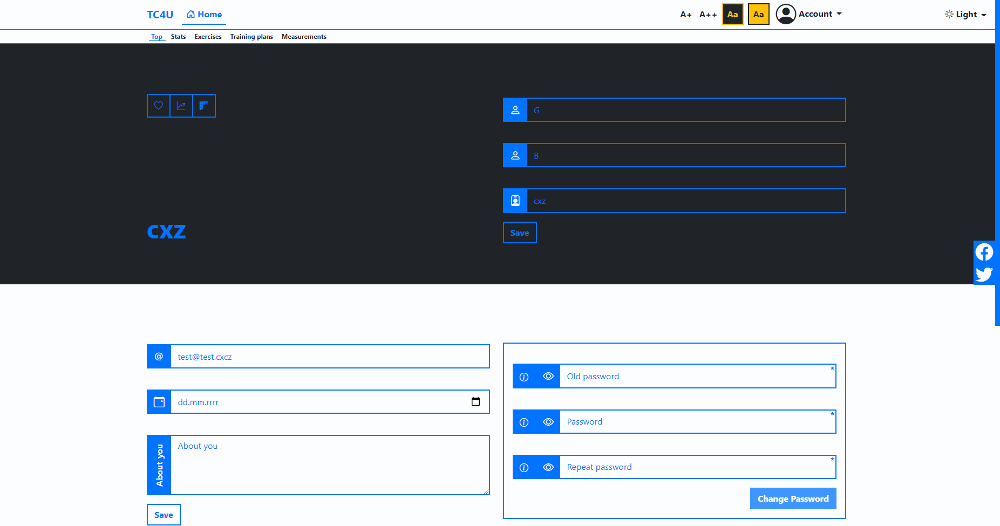 TC4U Home A+ A++ Aa Aa Account Light
Top Stats Exercises Training plans Measurements
G
B
cxz
cxz
Save
@ test@test.cxcz
dd.mm.rrrr
About you
About you
Save
Old password *
Password *
Repeat password *
Change Password